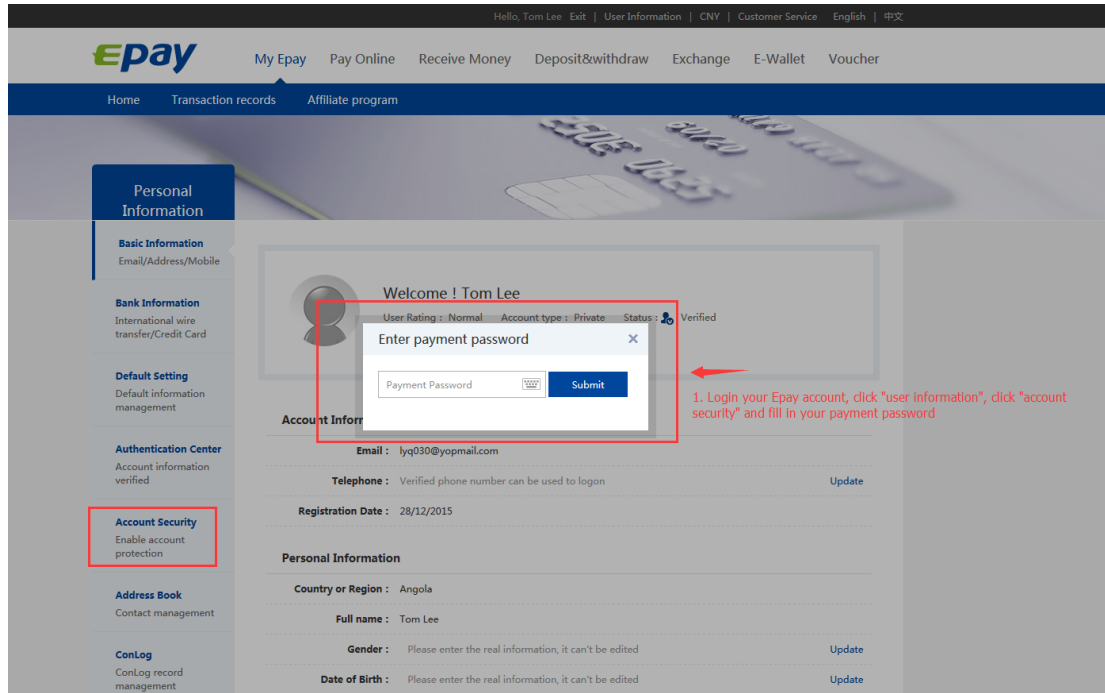 Hello, Tom Lee Exit | User Information | CNY | Customer Service English | 中文
Epay
My Epay Pay Online Receive Money Deposit&withdraw Exchange E-Wallet Voucher
Home Transaction records Affiliate program
Personal
Information
Basic Information
Email/Address/Mobile
Bank Information
International wire
transfer/Credit Card
Default Setting
Default information
management
Authentication Center
Account information
verified
Account Security
Enable account
protection
Address Book
Contact management
ConLog
ConLog record
management
Welcome ! Tom Lee
User Rating : Normal Account type : Private Status : Verified
Enter payment password
Payment Password Submit
1. Login your Epay account, click "user information", click "account
security" and fill in your payment password
Account Infor
Email : lyq030@yopmail.com
Telephone : Verified phone number can be used to logon Update
Registration Date : 28/12/2015
Personal Information
Country or Region : Angola
Full name : Tom Lee
Gender : Please enter the real information, it can't be edited Update
Date of Birth : Please enter the real information, it can't be edited Update